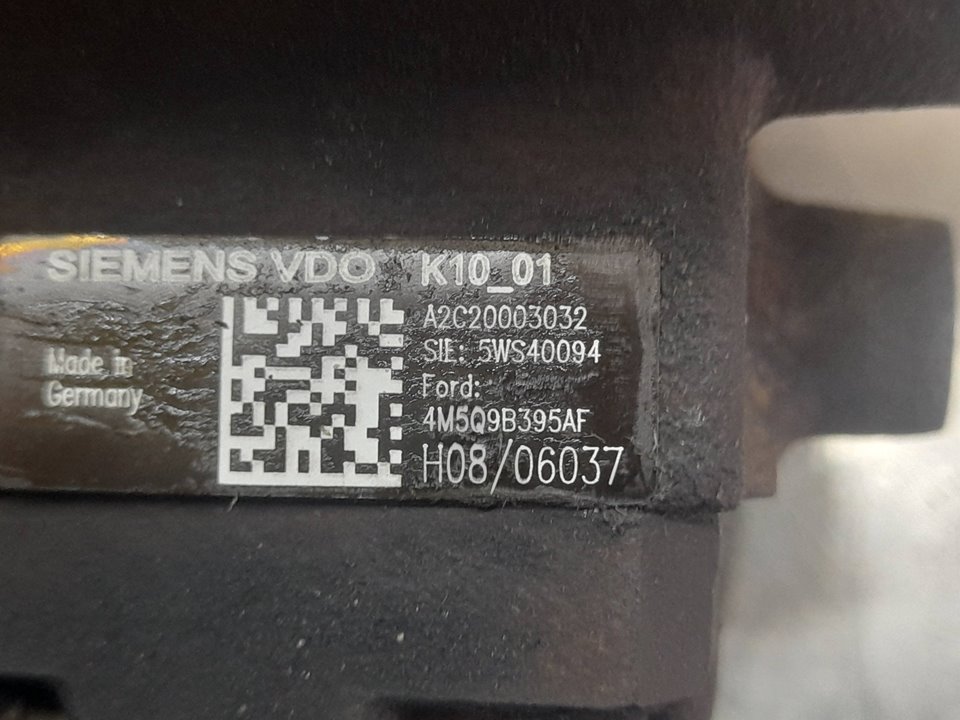 SIEMENS VDO K10_01
A2C20003032
SIE: 5WS40094
Made in
Germany
Ford:
4M5Q9B395AF
H08/06037